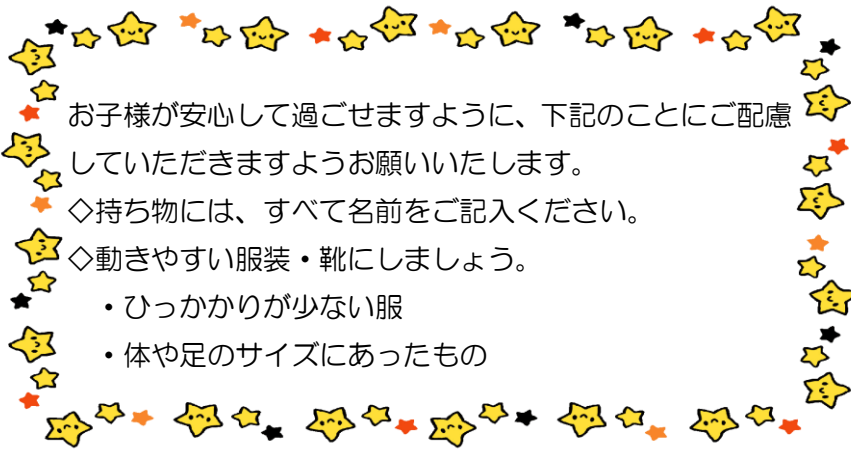 お子様が安心して過ごせますように、下記のことにご配慮
していただきますようお願いいたします。
◇持ち物には、すべて名前をご記入ください。
◇動きやすい服装・靴にしましょう。
・ひっかかりが少ない服
・体や足のサイズにあったもの